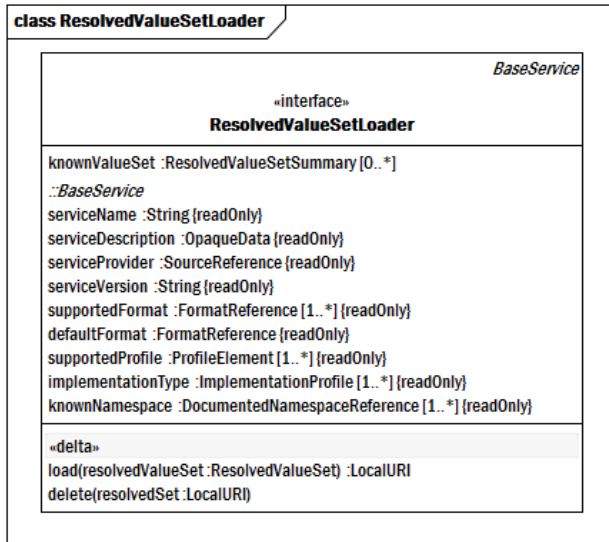 class ResolvedValueSetLoader
BaseService
«interface»
ResolvedValueSetLoader
knownValueSet :ResolvedValueSetSummary [0..*]
::BaseService
serviceName :String {readOnly}
serviceDescription :OpaqueData {readOnly}
serviceProvider :SourceReference {readOnly}
serviceVersion :String {readOnly}
supportedFormat :FormatReference [1..*] {readOnly}
defaultFormat :FormatReference {readOnly}
supportedProfile :ProfileElement [1..*] {readOnly}
implementationType :ImplementationProfile [1..*] {readOnly}
knownNamespace :DocumentedNamespaceReference [1..*] {readOnly}
«delta»
load(resolvedValueSet :ResolvedValueSet) :LocalURI
delete(resolvedSet :LocalURI)